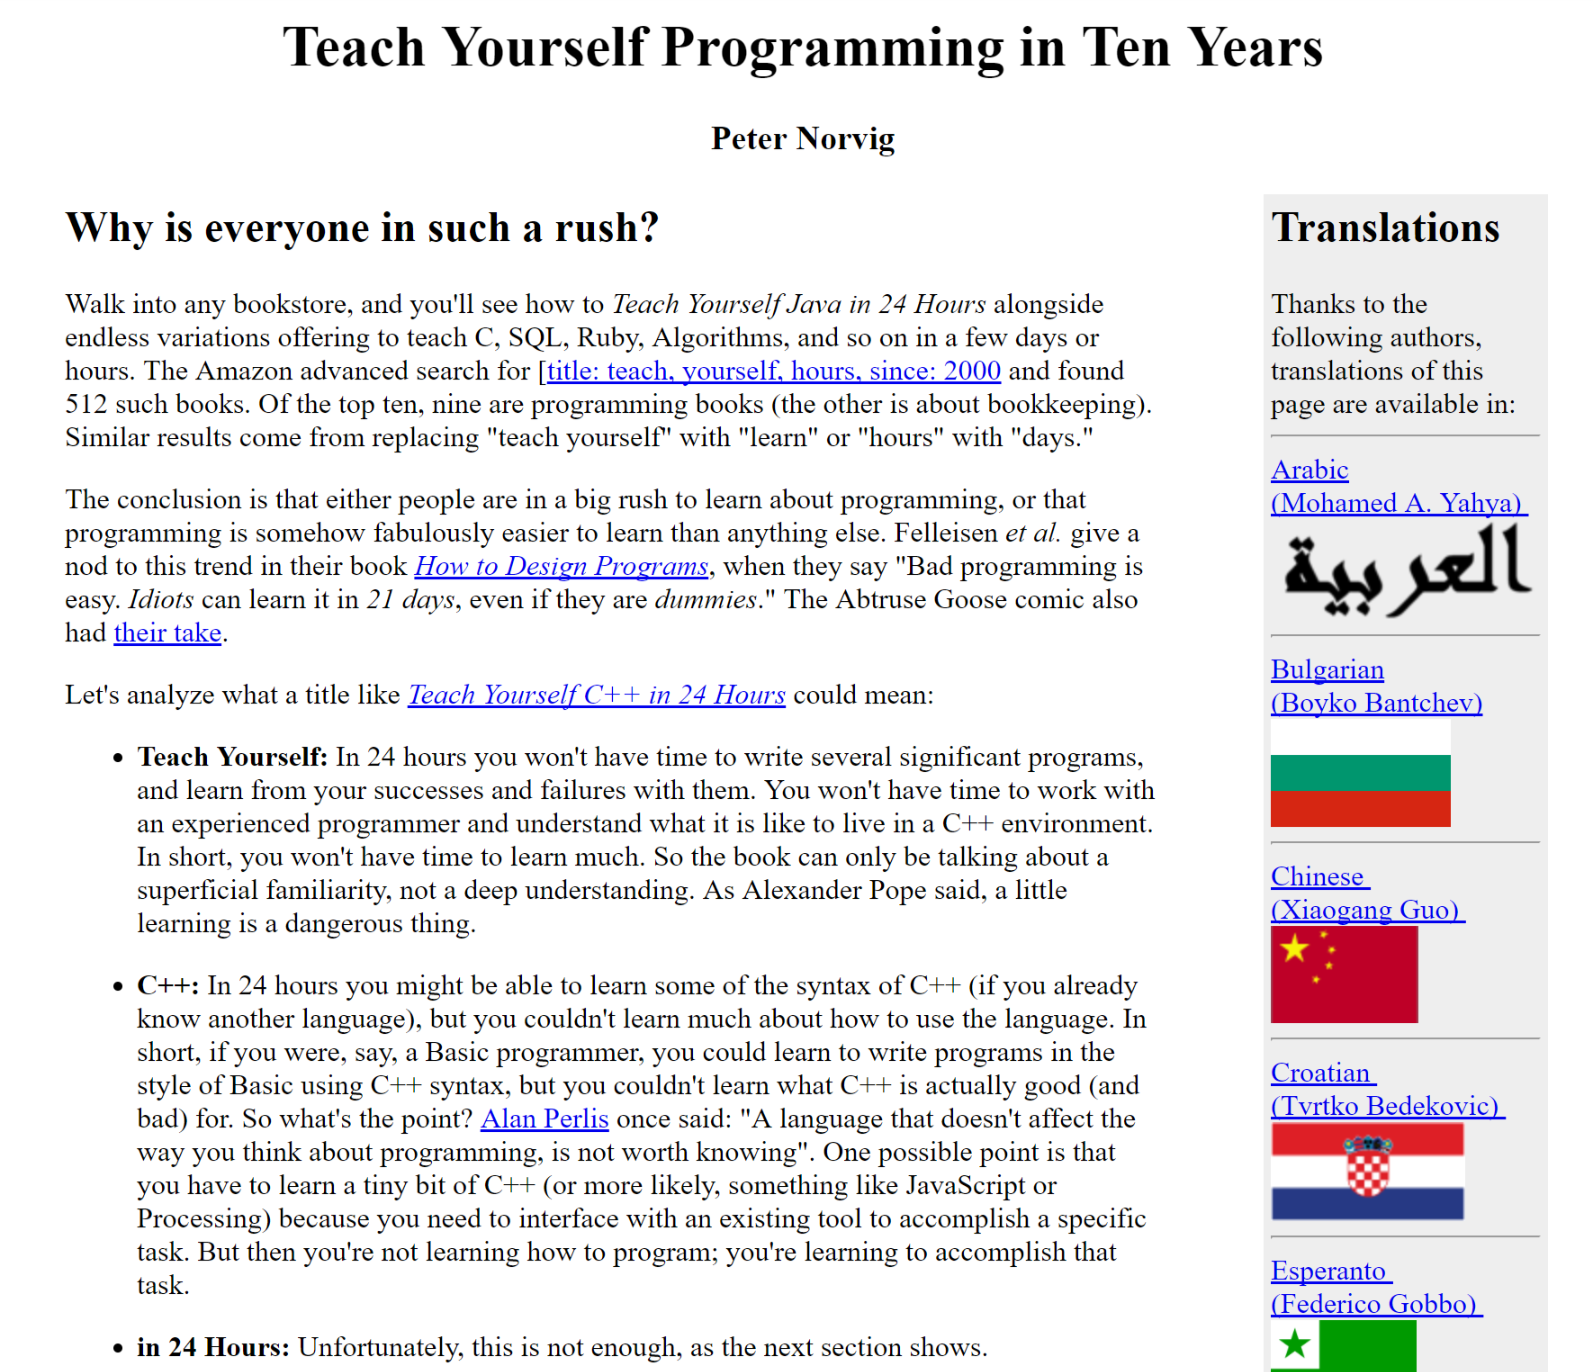 Teach Yourself Programming in Ten Years
Peter Norvig
Why is everyone in such a rush?
Walk into any bookstore, and you'll see how to Teach Yourself Java in 24 Hours alongside
endless variations offering to teach C, SQL, Ruby, Algorithms, and so on in a few days or
hours. The Amazon advanced search for [title: teach, yourself, hours, since: 2000 and found
512 such books. Of the top ten, nine are programming books (the other is about bookkeeping).
Similar results come from replacing "teach yourself" with "learn" or "hours" with "days."
The conclusion is that either people are in a big rush to learn about programming, or that
programming is somehow fabulously easier to learn than anything else. Felleisen et al. give a
nod to this trend in their book How to Design Programs, when they say "Bad programming is
easy. Idiots can learn it in 21 days, even if they are dummies." The Abtruse Goose comic also
had their take.
Let's analyze what a title like Teach Yourself C++ in 24 Hours could mean:
• Teach Yourself: In 24 hours you won't have time to write several significant programs,
and learn from your successes and failures with them. You won't have time to work with
an experienced programmer and understand what it is like to live in a C++ environment.
In short, you won't have time to learn much. So the book can only be talking about a
superficial familiarity, not a deep understanding. As Alexander Pope said, a little
learning is a dangerous thing.
• C++: In 24 hours you might be able to learn some of the syntax of C++ (if you already
know another language), but you couldn't learn much about how to use the language. In
short, if you were, say, a Basic programmer, you could learn to write programs in the
style of Basic using C++ syntax, but you couldn't learn what C++ is actually good (and
bad) for. So what's the point? Alan Perlis once said: "A language that doesn't affect the
way you think about programming, is not worth knowing". One possible point is that
you have to learn a tiny bit of C++ (or more likely, something like JavaScript or
Processing) because you need to interface with an existing tool to accomplish a specific
task. But then you're not learning how to program; you're learning to accomplish that
task.
• in 24 Hours: Unfortunately, this is not enough, as the next section shows.
Translations
Thanks to the
following authors,
translations of this
page are available in:
Arabic
(Mohamed A. Yahya)
العربية
Bulgarian
(Boyko Bantchev)
Chinese
(Xiaogang Guo)
Croatian
(Tvrtko Bedekovic)
Esperanto
(Federico Gobbo)